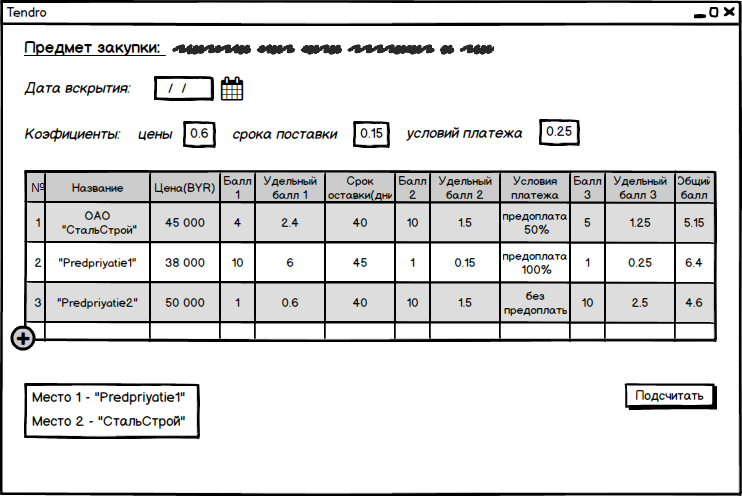 Tendro
Предмет закупки:
Дата вскрытия: / /
Коэфициенты: цены 0.6 срока поставки 0.15 условий платежа 0.25
№ Название Цена(BYR) Балл 1 Удельный балл 1 Срок оставки(дни Балл 2 Удельный балл 2 Условия платежа Балл 3 Удельный балл 3 Общий балл
1 ОАО "СтальСтрой" 45 000 4 2.4 40 10 1.5 предоплата 50% 5 1.25 5.15
2 "Predpriyatie1" 38 000 10 6 45 1 0.15 предоплата 100% 1 0.25 6.4
3 "Predpriyatie2" 50 000 1 0.6 40 10 1.5 без предоплать 10 2.5 4.6
Место 1 - "Predpriyatie1"
Место 2 - "СтальСтрой"
Подсчитать